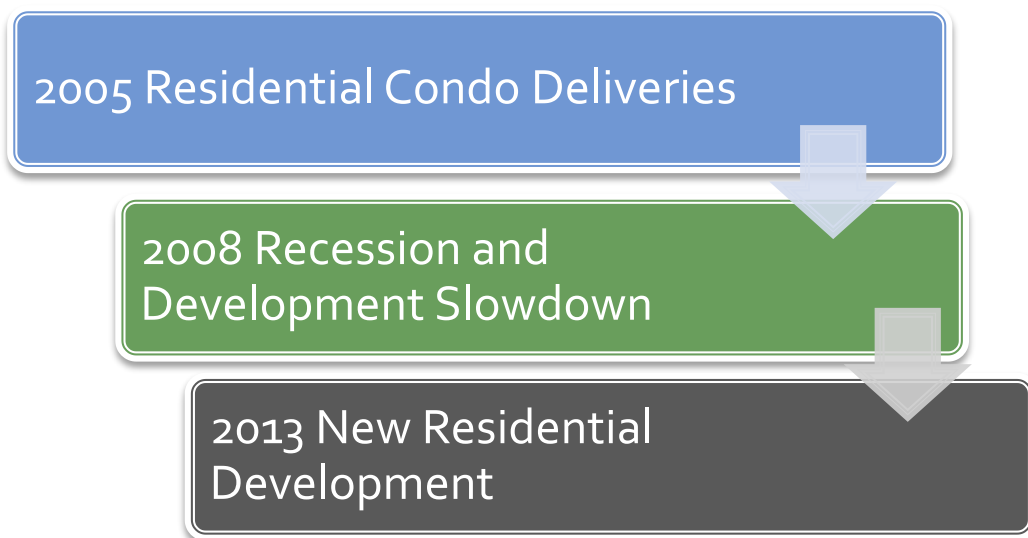 2005 Residential Condo Deliveries
2008 Recession and
Development Slowdown
2013 New Residential
Development